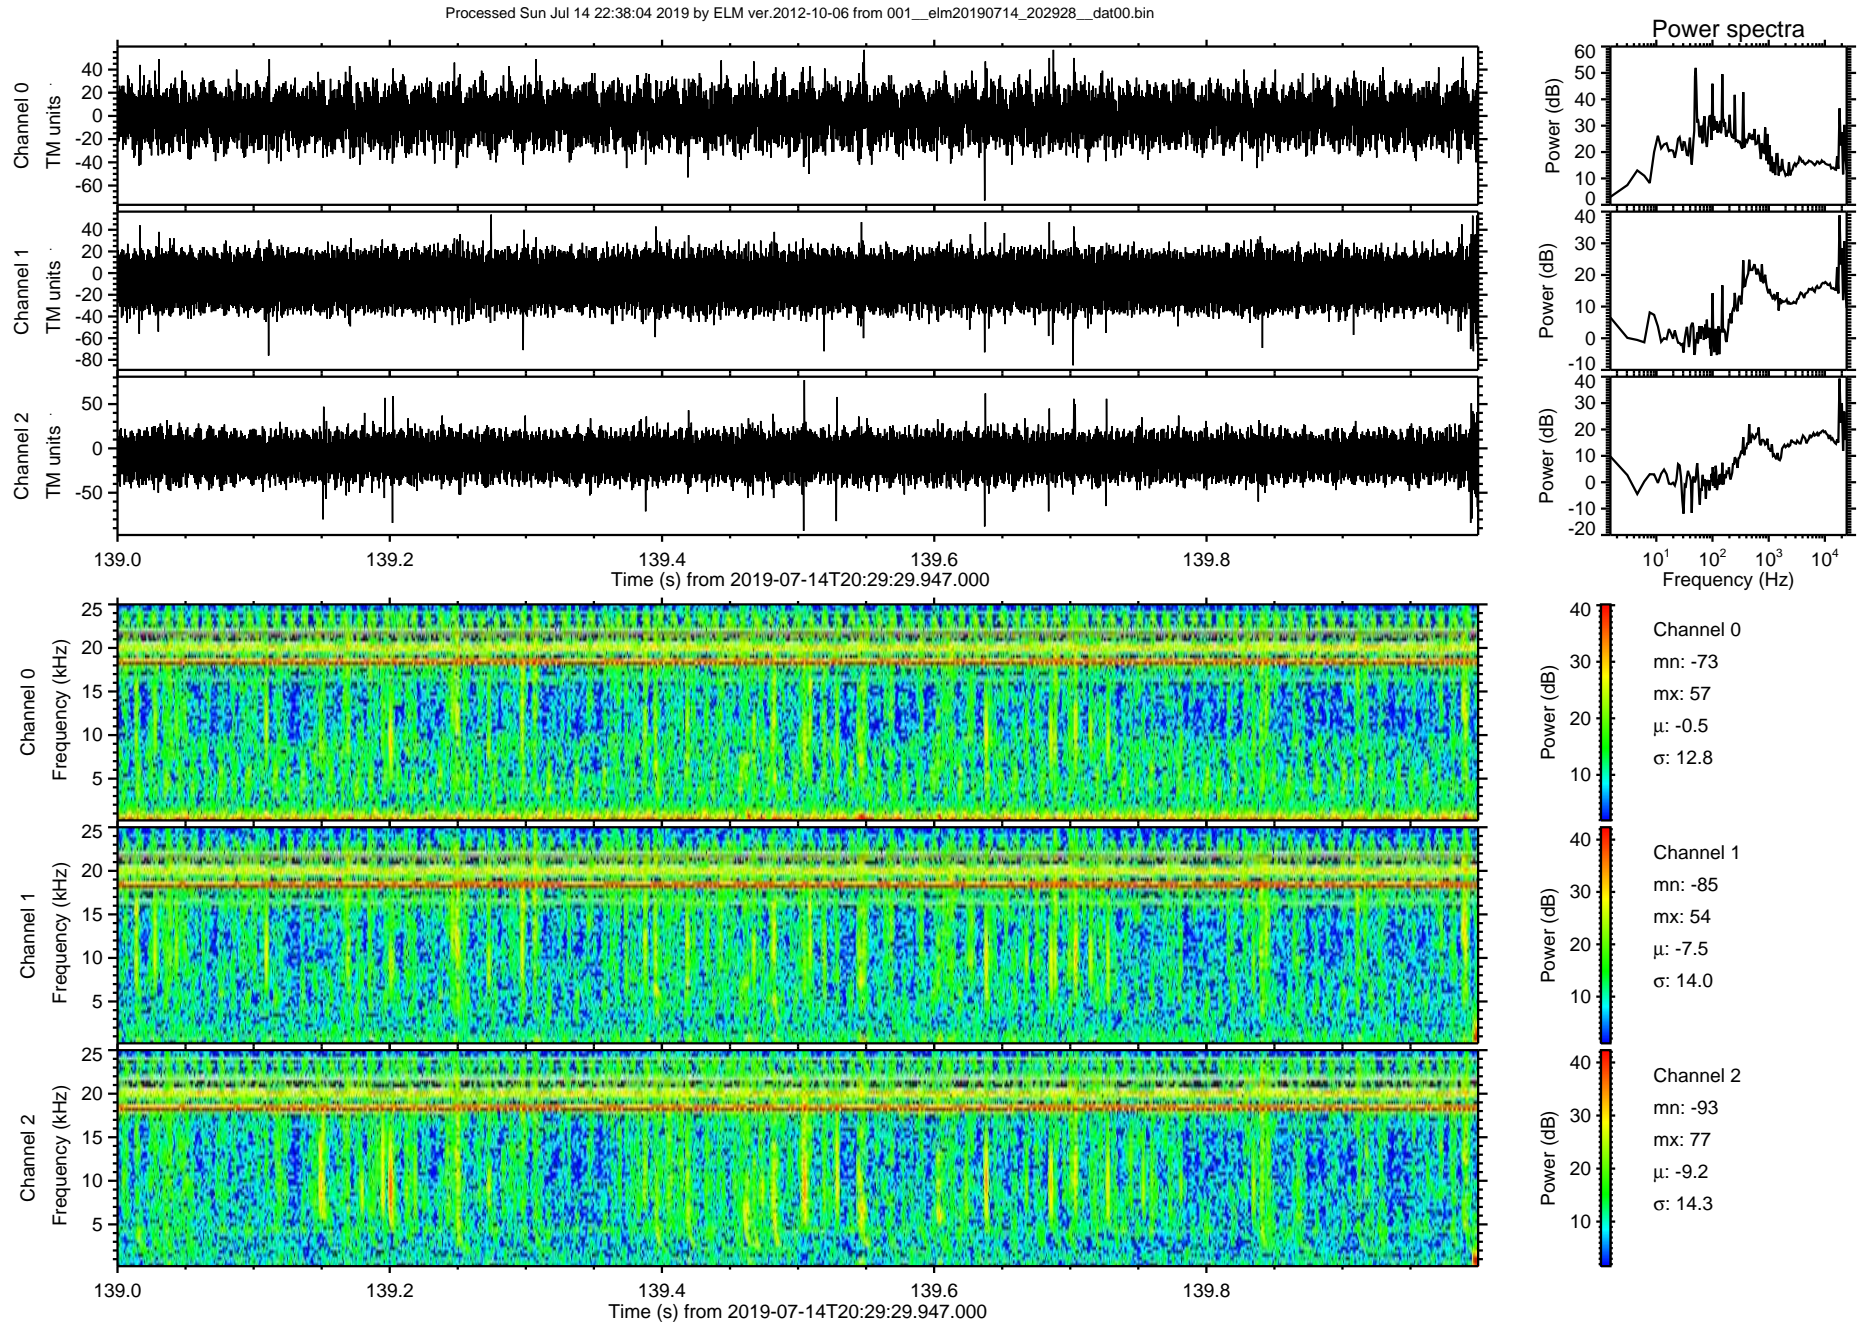 Processed Sun Jul 14 22:38:04 2019 by ELM ver.2012-10-06 from 001__elm20190714_202928__dat00.bin
Power spectra
Channel 0
TM units
40
20
0
-20
-40
-60
Power (dB)
60
50
40
30
20
10
0
Channel 1
TM units
40
20
0
-20
-40
-60
-80
Power (dB)
40
30
20
10
0
-10
Channel 2
TM units
50
0
-50
Power (dB)
40
30
20
10
0
-10
-20
139.0 139.2 139.4 139.6 139.8
Time (s) from 2019-07-14T20:29:29.947.000
10¹ 10² 10³ 10⁴
Frequency (Hz)
Channel 0
Frequency (kHz)
25
20
15
10
5
Power (dB)
40
30
20
10
Channel 0
mn: -73
mx: 57
µ: -0.5
σ: 12.8
Channel 1
Frequency (kHz)
25
20
15
10
5
Power (dB)
40
30
20
10
Channel 1
mn: -85
mx: 54
µ: -7.5
σ: 14.0
Channel 2
Frequency (kHz)
25
20
15
10
5
Power (dB)
40
30
20
10
Channel 2
mn: -93
mx: 77
µ: -9.2
σ: 14.3
139.0 139.2 139.4 139.6 139.8
Time (s) from 2019-07-14T20:29:29.947.000